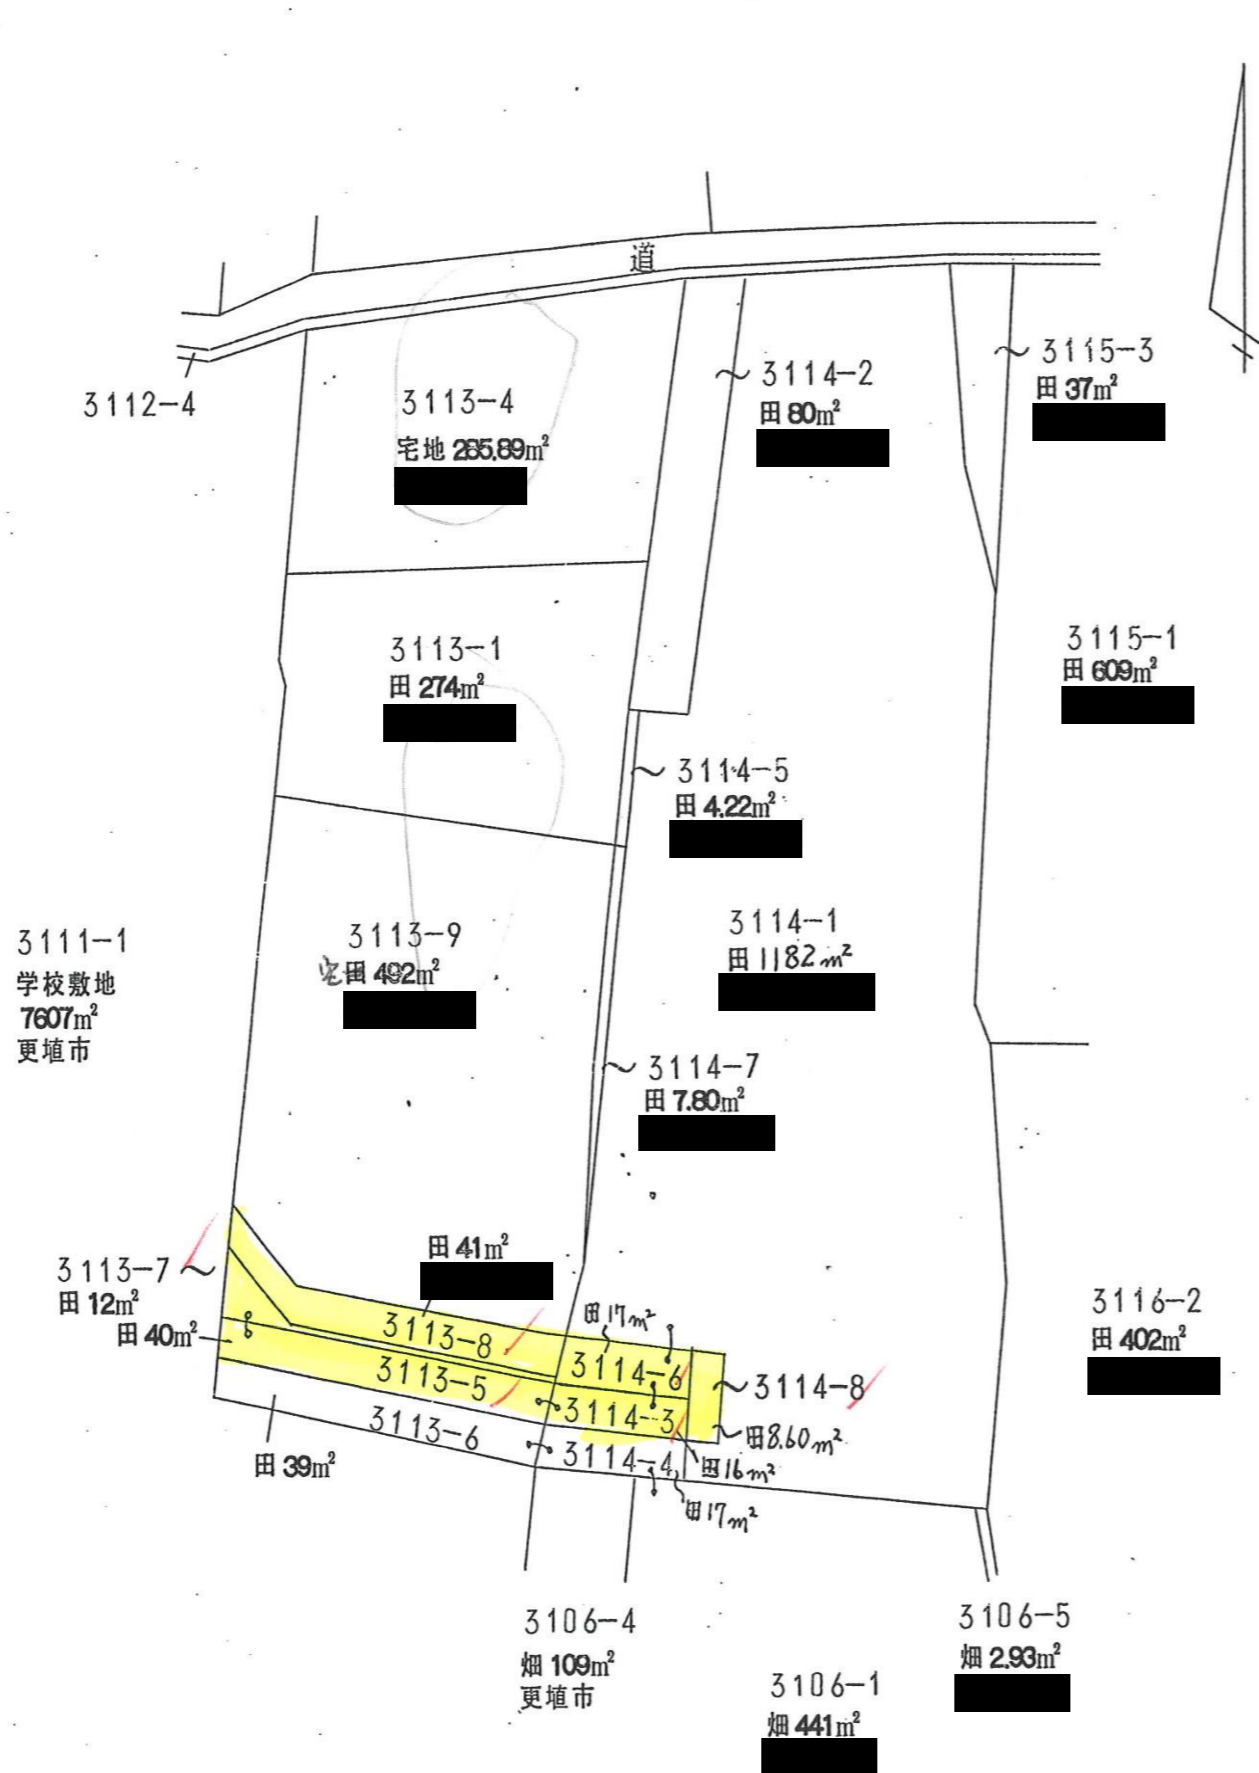 道
3112-4
3113-4
宅地 285.89m²
3114-2
田 80m²
3115-3
田 37m²
3113-1
田 274m²
3115-1
田 609m²
3114-5
田 4.22m²
3111-1
学校敷地
7607m²
更埴市
3113-9
宅田 492m²
3114-1
田 1182m²
3114-7
田 7.80m²
3113-7
田 12m²
田 40m²
田 41m²
3113-8
3113-5
3113-6
田 39m²
田 17m²
3114-6
3114-3
3114-4
3114-8
田 8.60m²
田 16m²
田 17m²
3116-2
田 402m²
3106-4
畑 109m²
更埴市
3106-5
畑 2.93m²
3106-1
畑 441m²